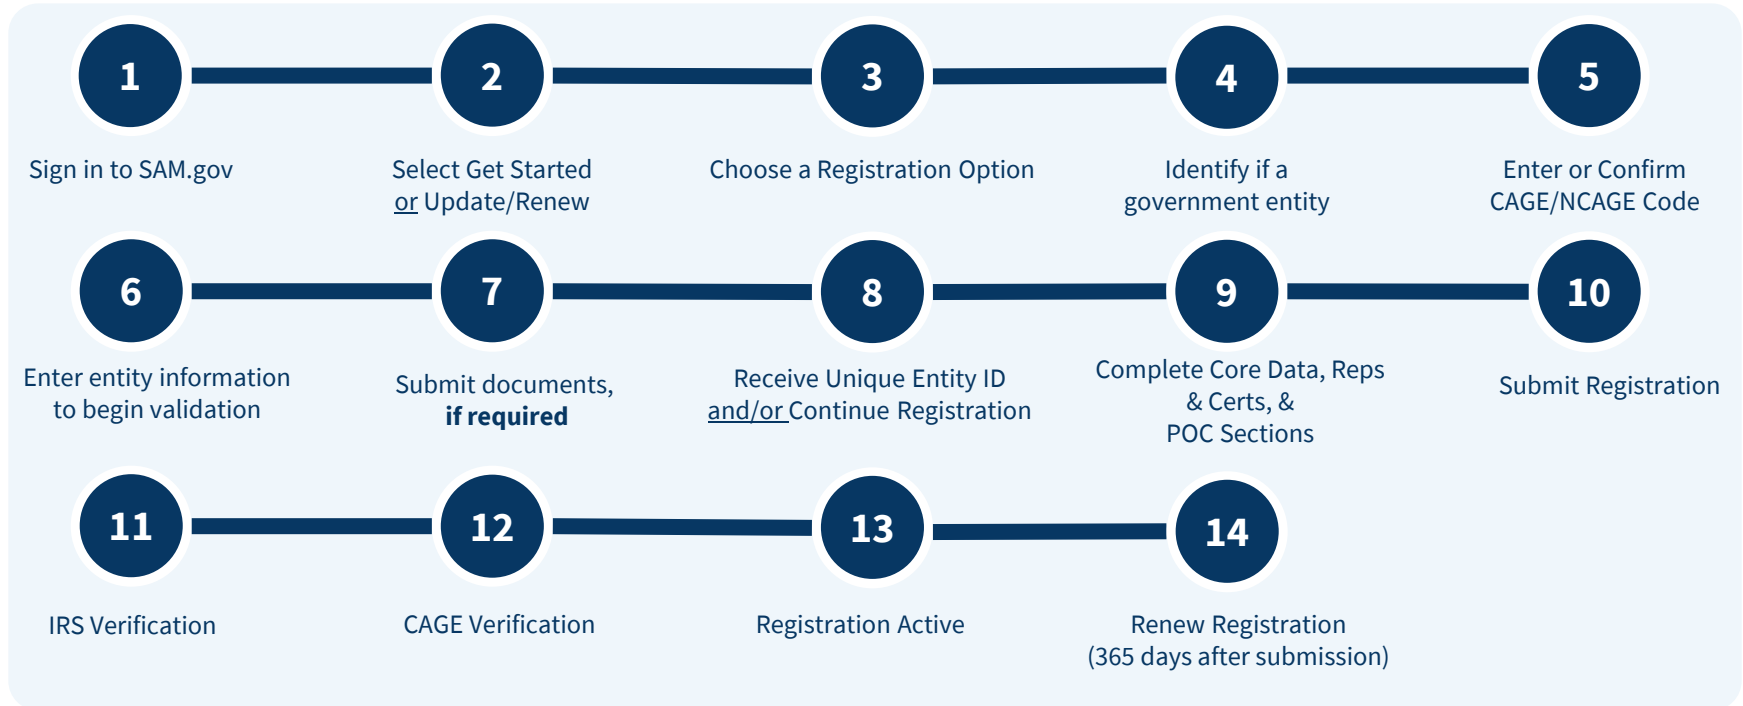 1
2
3
4
5
Sign in to SAM.gov
Select Get Started
or Update/Renew
Choose a Registration Option
Identify if a
government entity
Enter or Confirm
CAGE/NCAGE Code
6
7
8
9
10
Enter entity information
to begin validation
Submit documents,
if required
Receive Unique Entity ID
and/or Continue Registration
Complete Core Data, Reps
& Certs, &
POC Sections
Submit Registration
11
12
13
14
IRS Verification
CAGE Verification
Registration Active
Renew Registration
(365 days after submission)